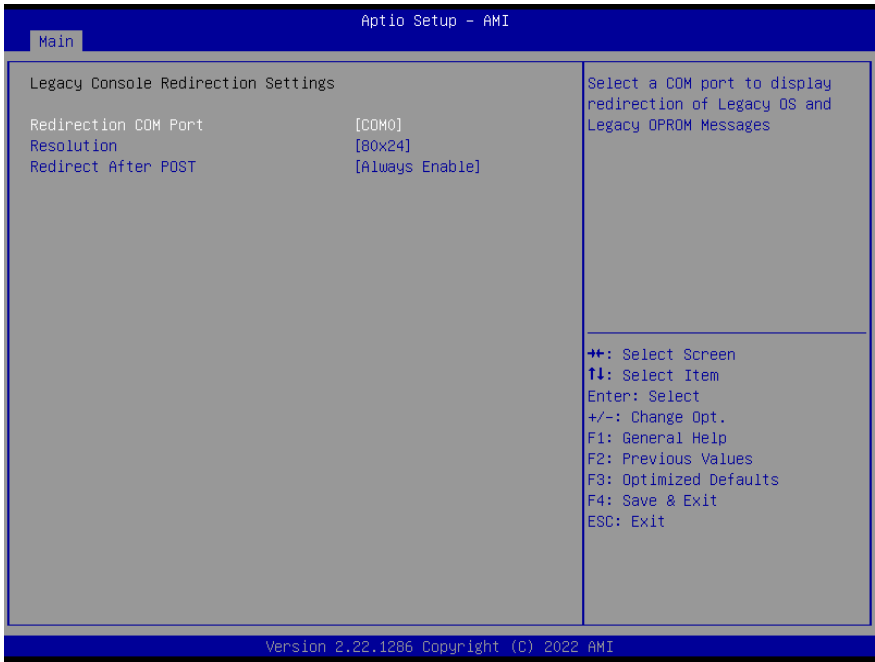 Aptio Setup – AMI
Main
Legacy Console Redirection Settings
Redirection COM Port [COM0]
Resolution [80x24]
Redirect After POST [Always Enable]
Select a COM port to display
redirection of Legacy OS and
Legacy OPROM Messages
→←: Select Screen
↑↓: Select Item
Enter: Select
+/-: Change Opt.
F1: General Help
F2: Previous Values
F3: Optimized Defaults
F4: Save & Exit
ESC: Exit
Version 2.22.1286 Copyright (C) 2022 AMI